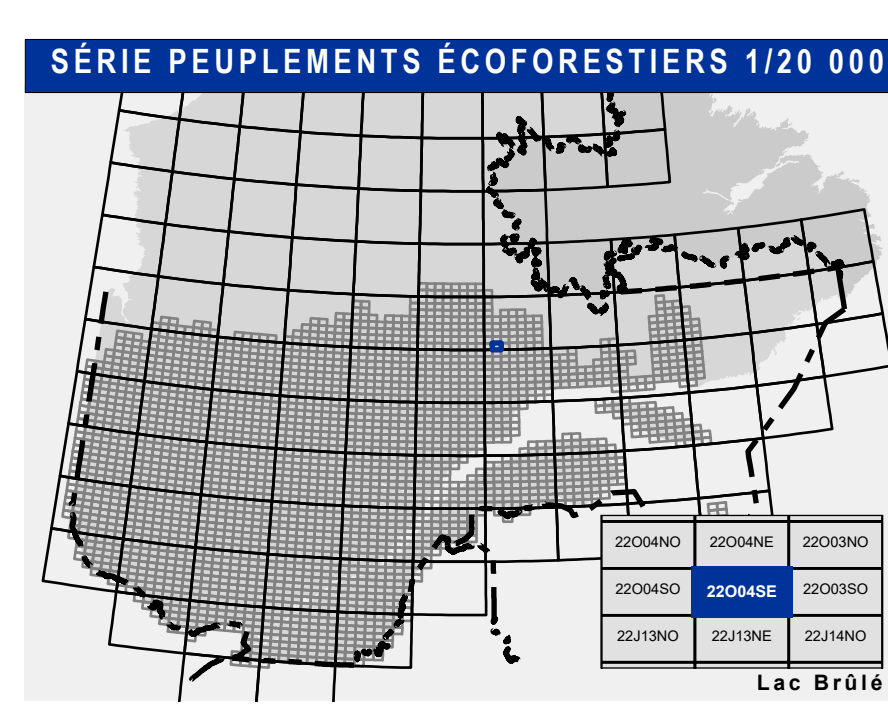 SÉRIE PEUPLEMENTS ÉCOFORESTIERS 1/20 000
22O04NO 22O04NE 22O03NO
22O04SO 22O04SE 22O03SO
22J13NO 22J13NE 22J14NO
Lac Brûlé